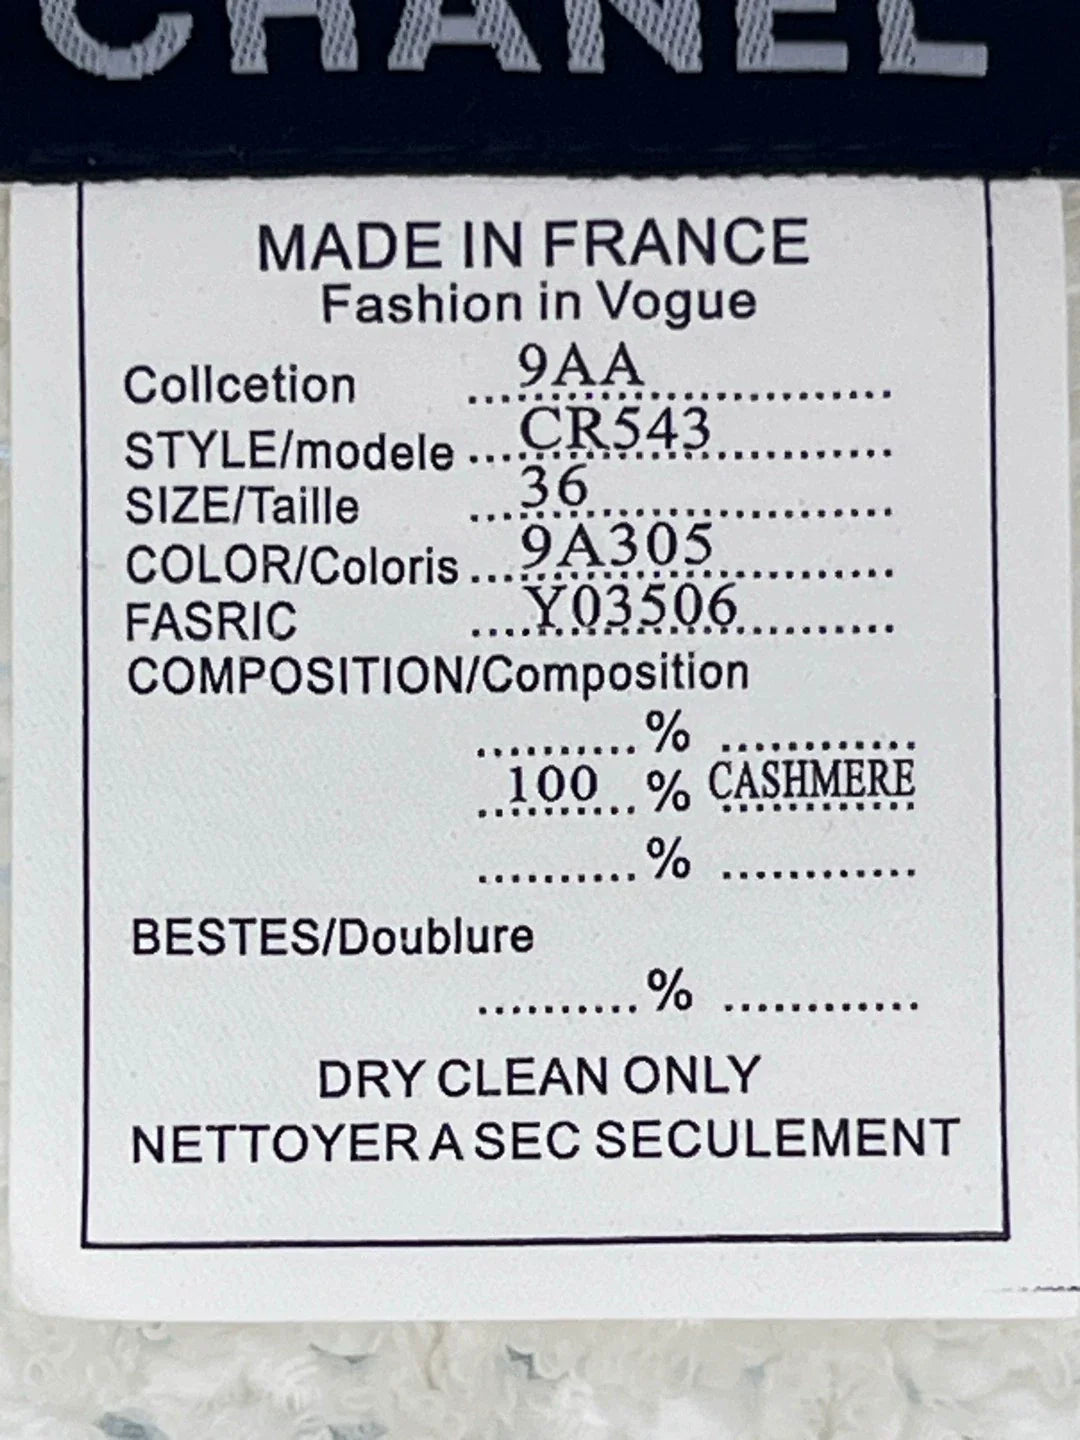 CHANEL
MADE IN FRANCE
Fashion in Vogue
Collcetion ....9AA....................
STYLE/modele ....CR543................
SIZE/Taille ....36....................
COLOR/Coloris ....9A305...............
FASRIC ....Y03506............
COMPOSITION/Composition
..........% ............
..100..% CASHMERE
..........% ............
BESTES/Doublure
..........% ............
DRY CLEAN ONLY
NETTOYER A SEC SECULEMENT